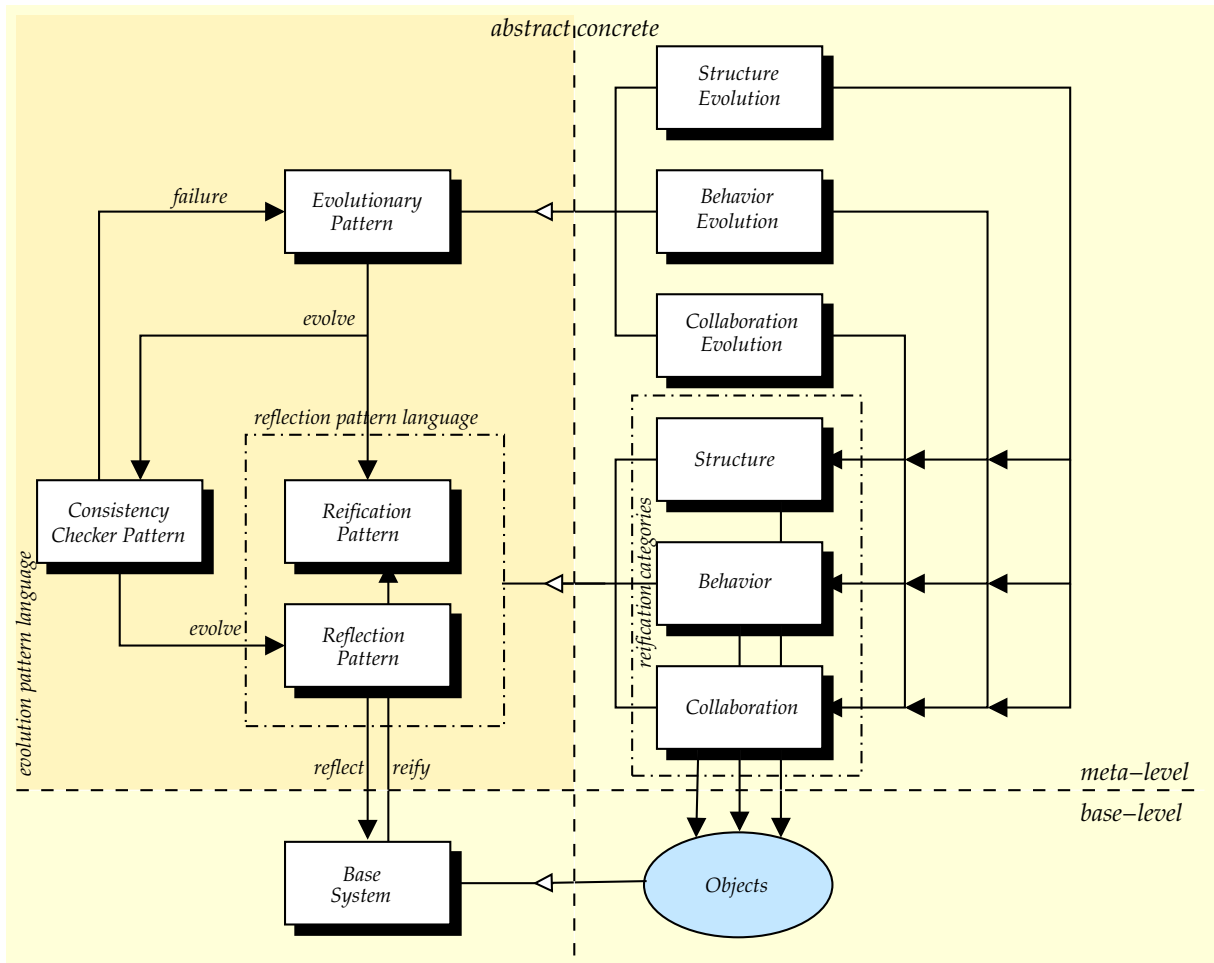 abstract concrete
Structure
Evolution
failure
Evolutionary
Pattern
Behavior
Evolution
evolve
Collaboration
Evolution
reflection pattern language
Structure
Consistency
Checker Pattern
Reification
Pattern
reification categories
Behavior
evolution pattern language
evolve
Reflection
Pattern
Collaboration
reflect
reify
meta–level
base–level
Base
System
Objects